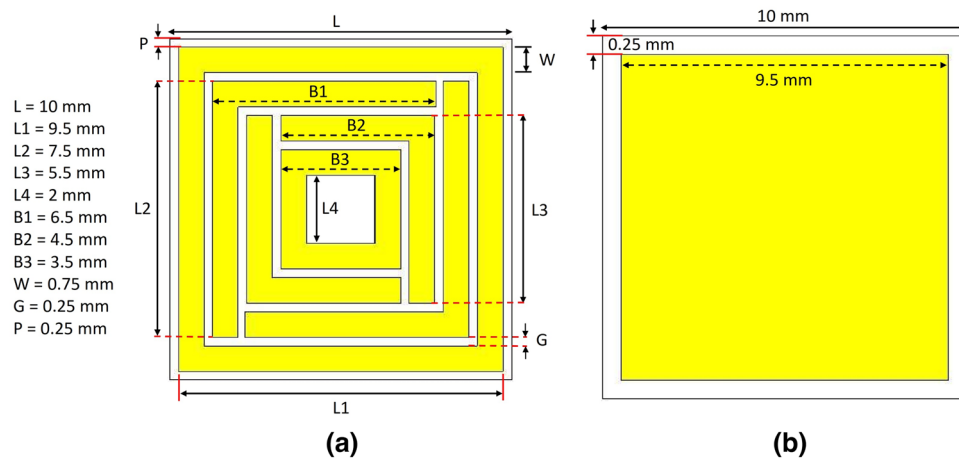 L
P
W
B1
B2
B3
L4
L2
L3
G
L1
L = 10 mm
L1 = 9.5 mm
L2 = 7.5 mm
L3 = 5.5 mm
L4 = 2 mm
B1 = 6.5 mm
B2 = 4.5 mm
B3 = 3.5 mm
W = 0.75 mm
G = 0.25 mm
P = 0.25 mm
(a)
10 mm
0.25 mm
9.5 mm
(b)